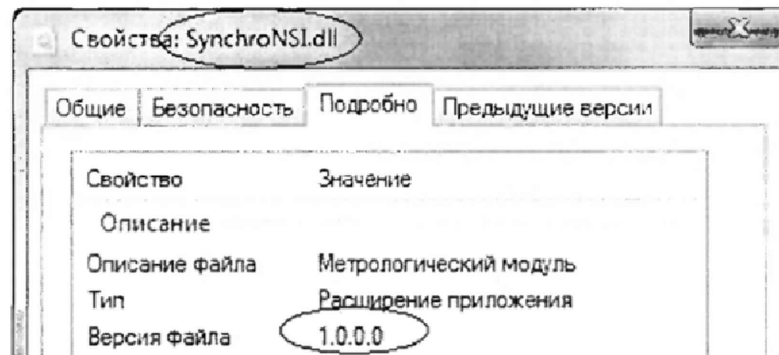 Свойства: SynchroNSI.dll
Общие Безопасность Подробно Предыдущие версии
Свойство Значение
Описание
Описание файла Метрологический модуль
Тип Расширение приложения
Версия файла 1.0.0.0